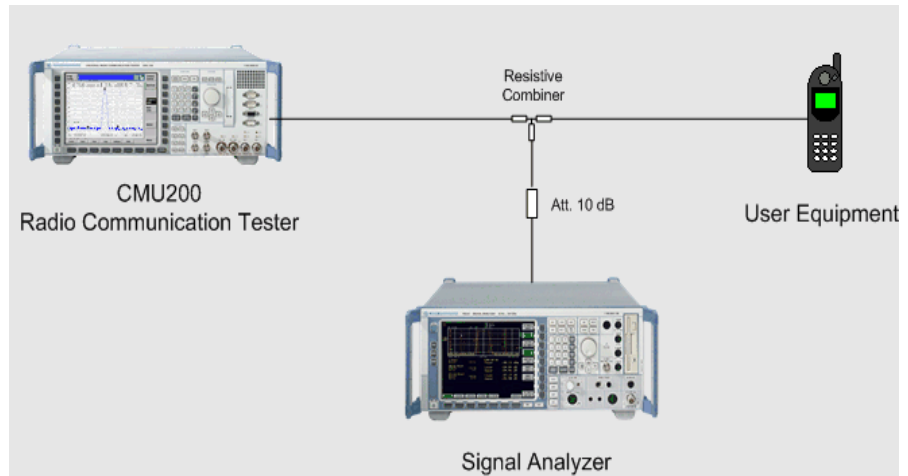 Resistive
Combiner
CMU200
Radio Communication Tester
Att. 10 dB
User Equipment
Signal Analyzer